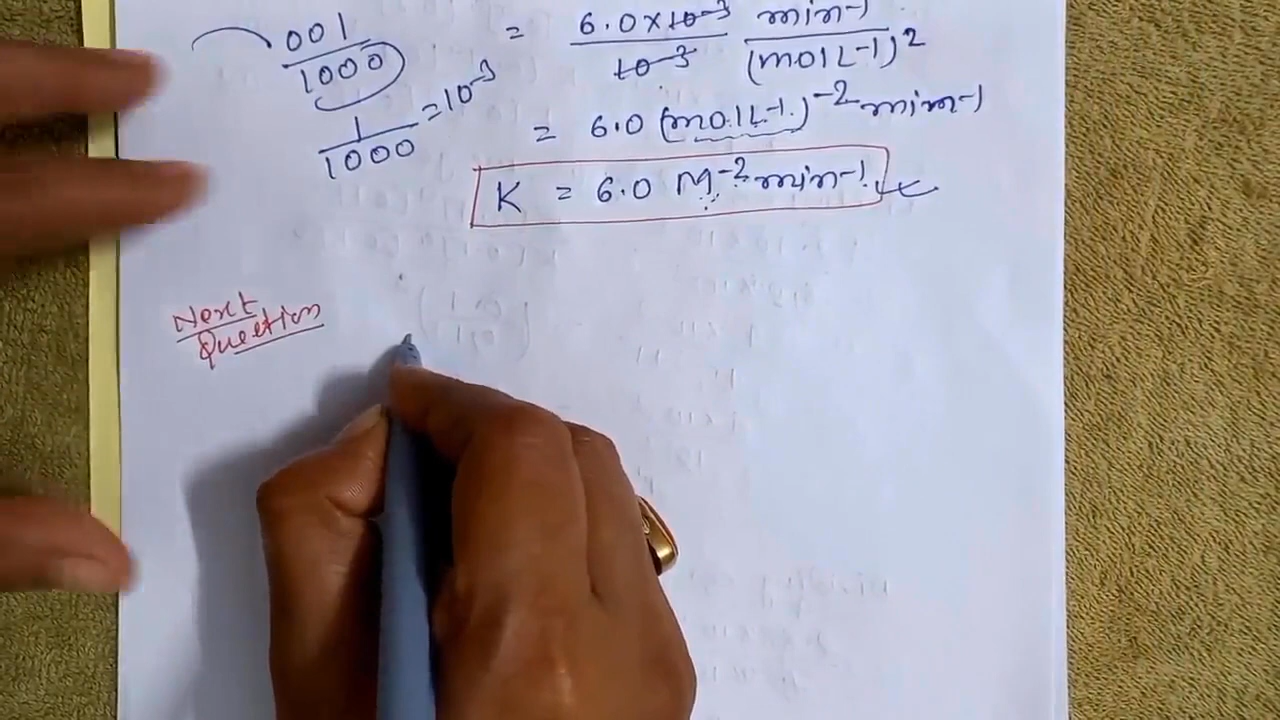 001/1000 = 6.0 × 10-3 / 10-3 min-1 / (mol L-1)2
1/1000 = 10-3
= 6.0 (mol L-1)-2 min-1
K = 6.0 M-2 min-1
Next
Question